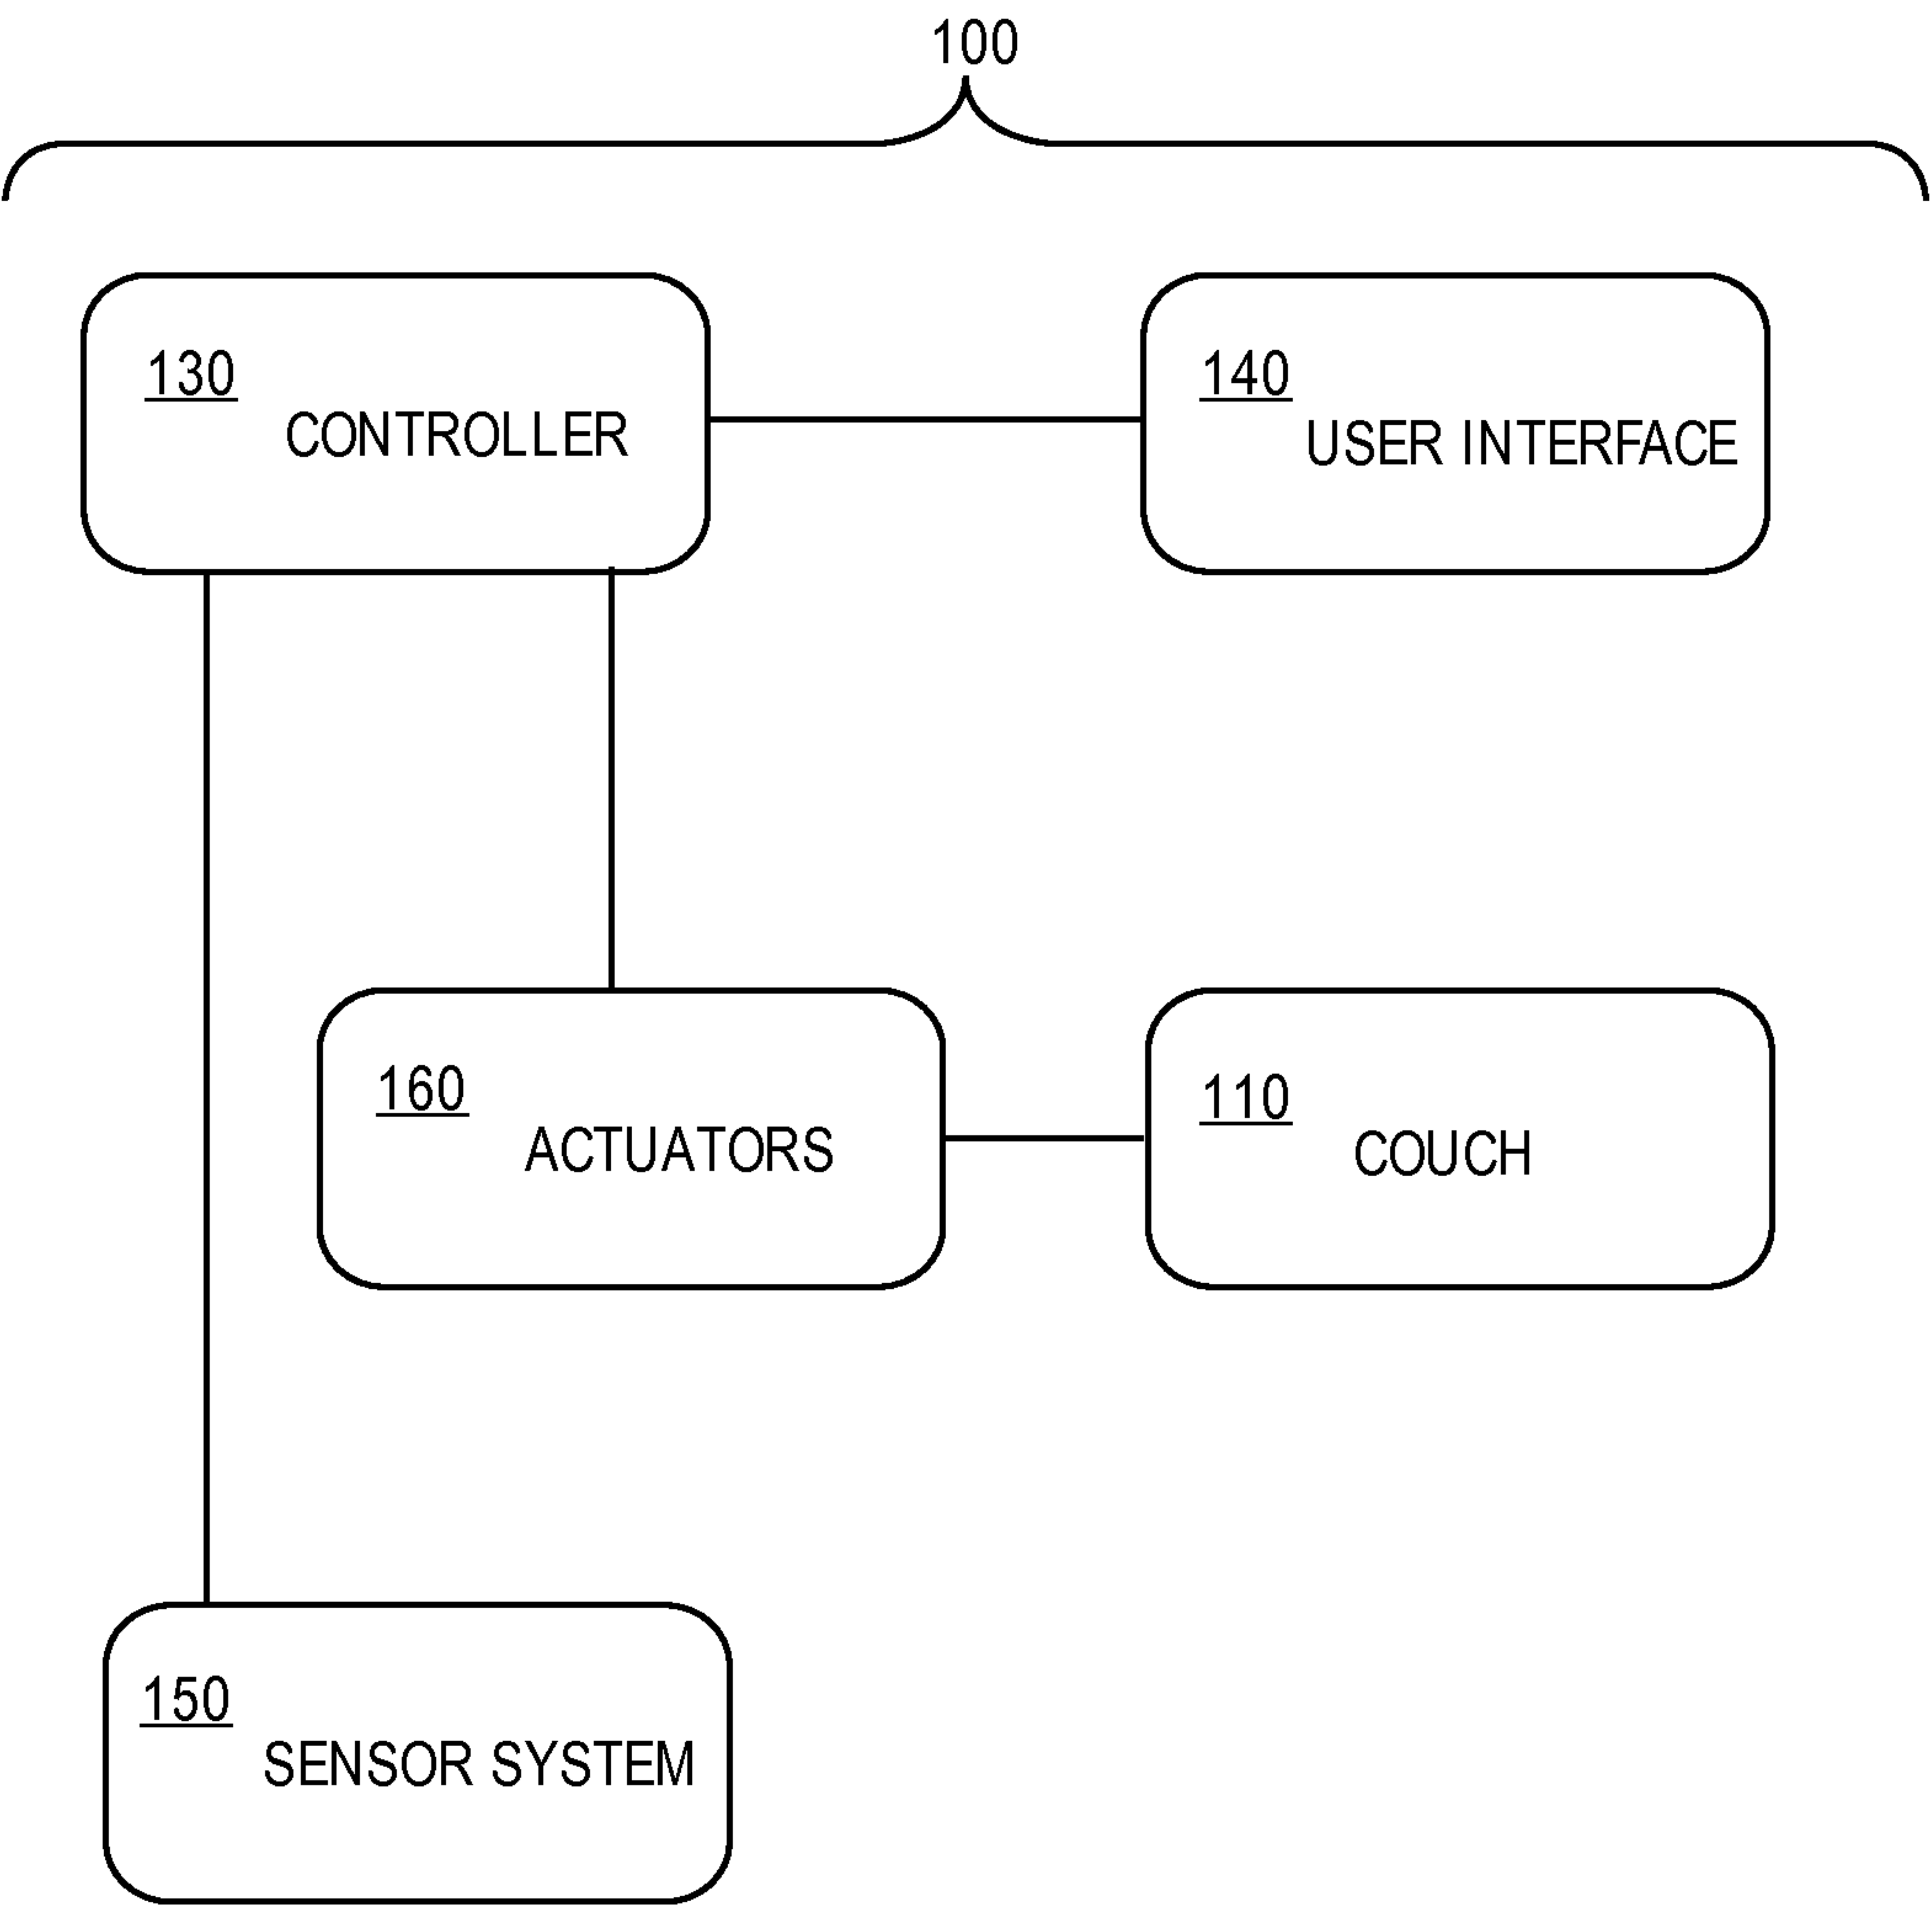 100
130
CONTROLLER
140
USER INTERFACE
160
ACTUATORS
110
COUCH
150
SENSOR SYSTEM